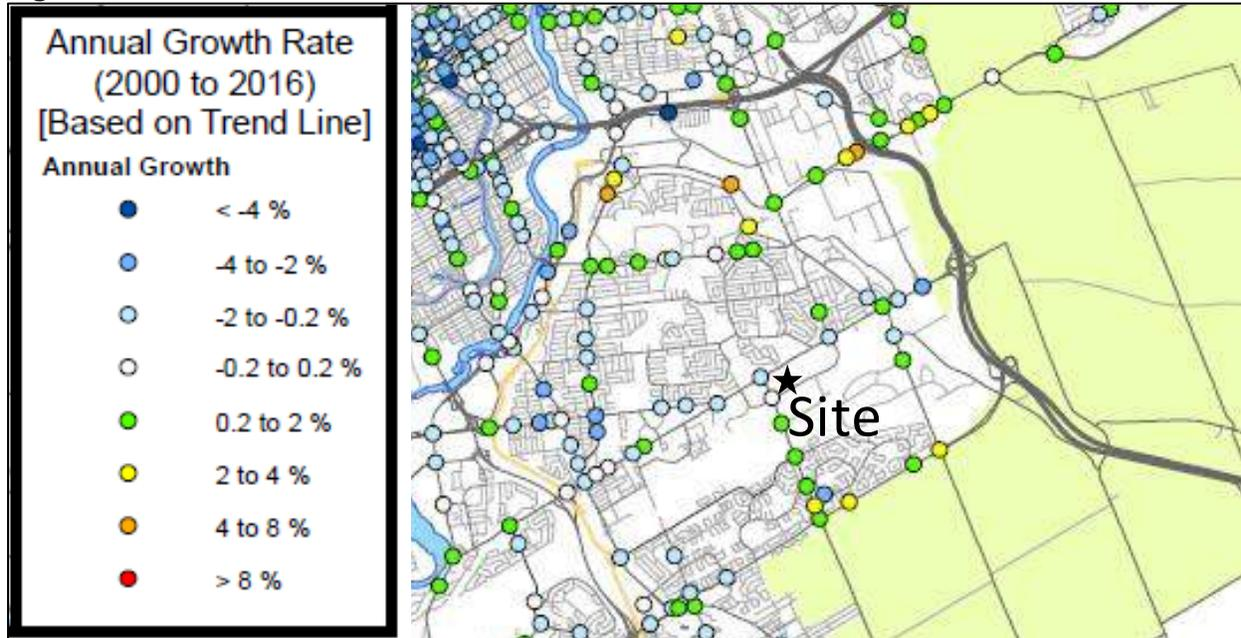 Annual Growth Rate
(2000 to 2016)
[Based on Trend Line]
Annual Growth
< -4 %
-4 to -2 %
-2 to -0.2 %
-0.2 to 0.2 %
0.2 to 2 %
2 to 4 %
4 to 8 %
> 8 %
Site